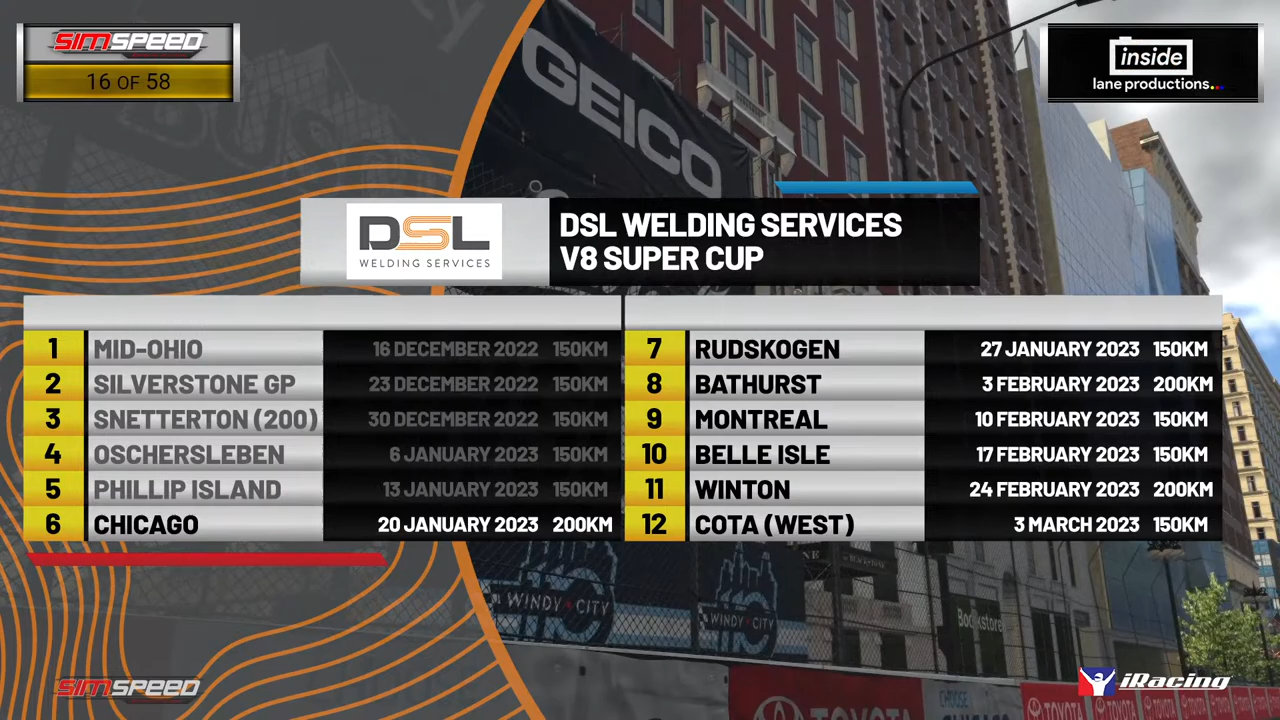 SIMSPEED
16 OF 58
inside
lane productions...
GEICO
DSL
WELDING SERVICES
DSL WELDING SERVICES
V8 SUPER CUP
1 MID-OHIO 16 DECEMBER 2022 150KM
2 SILVERSTONE GP 23 DECEMBER 2022 150KM
3 SNETTERTON (200) 30 DECEMBER 2022 150KM
4 OSCHERSLEBEN 6 JANUARY 2023 150KM
5 PHILLIP ISLAND 13 JANUARY 2023 150KM
6 CHICAGO 20 JANUARY 2023 200KM
7 RUDSKOGEN 27 JANUARY 2023 150KM
8 BATHURST 3 FEBRUARY 2023 200KM
9 MONTREAL 10 FEBRUARY 2023 150KM
10 BELLE ISLE 17 FEBRUARY 2023 150KM
11 WINTON 24 FEBRUARY 2023 200KM
12 COTA (WEST) 3 MARCH 2023 150KM
WINDY CITY
WINDY CITY
Bookstore
SIMSPEED
iRacing
TOYOTA
CHOOSE
TOYOTA